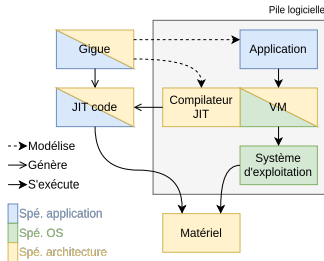 Pile logicielle
Gigue
Application
JIT code
Compilateur
JIT
VM
Modélise
Génère
S'exécute
Système
d'exploitation
Spé. application
Spé. OS
Spé. architecture
Matériel